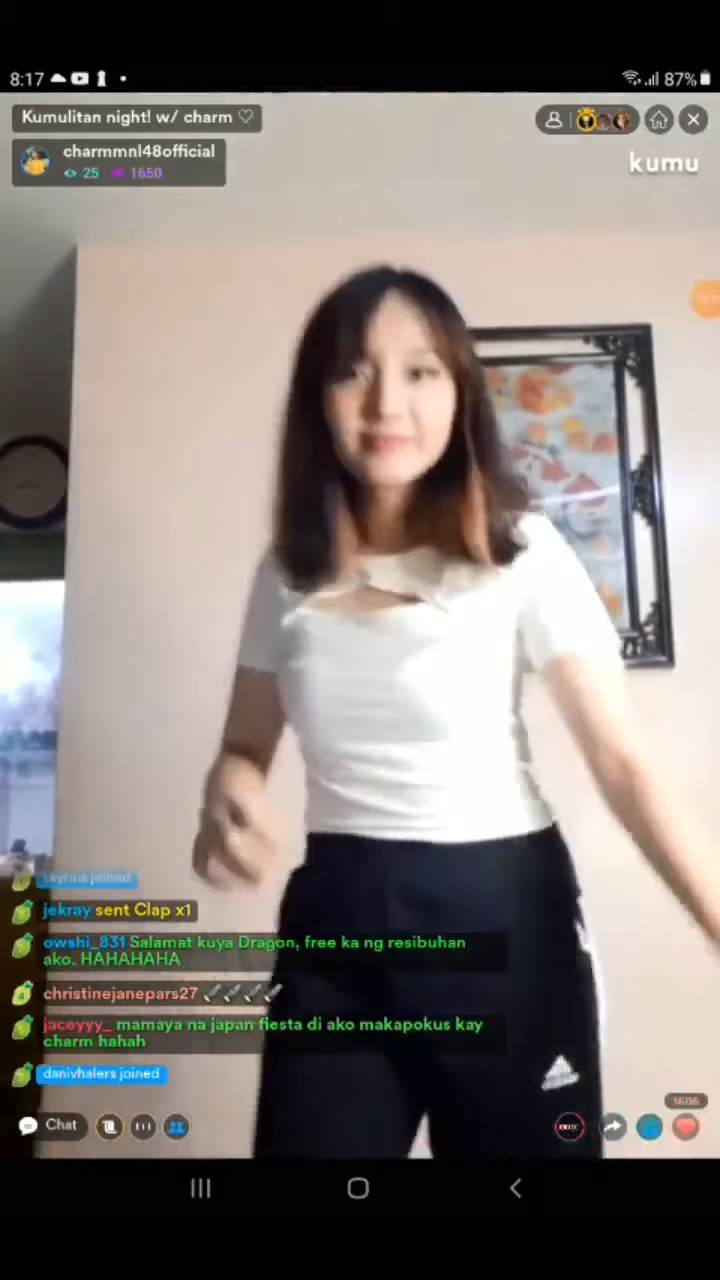 8:17
87%
Kumulitan night! w/ charm ♡
charmmnl48official
25 1650
kumu
skyrina joined
jekray sent Clap x1
owshi_831 Salamat kuya Dragon, free ka ng resibuhan
ako. HAHAHAHA
christinejanepars27
jaceyyy_ mamaya na japan fiesta di ako makapokus kay
charm hahah
danivhalers joined
1606
Chat